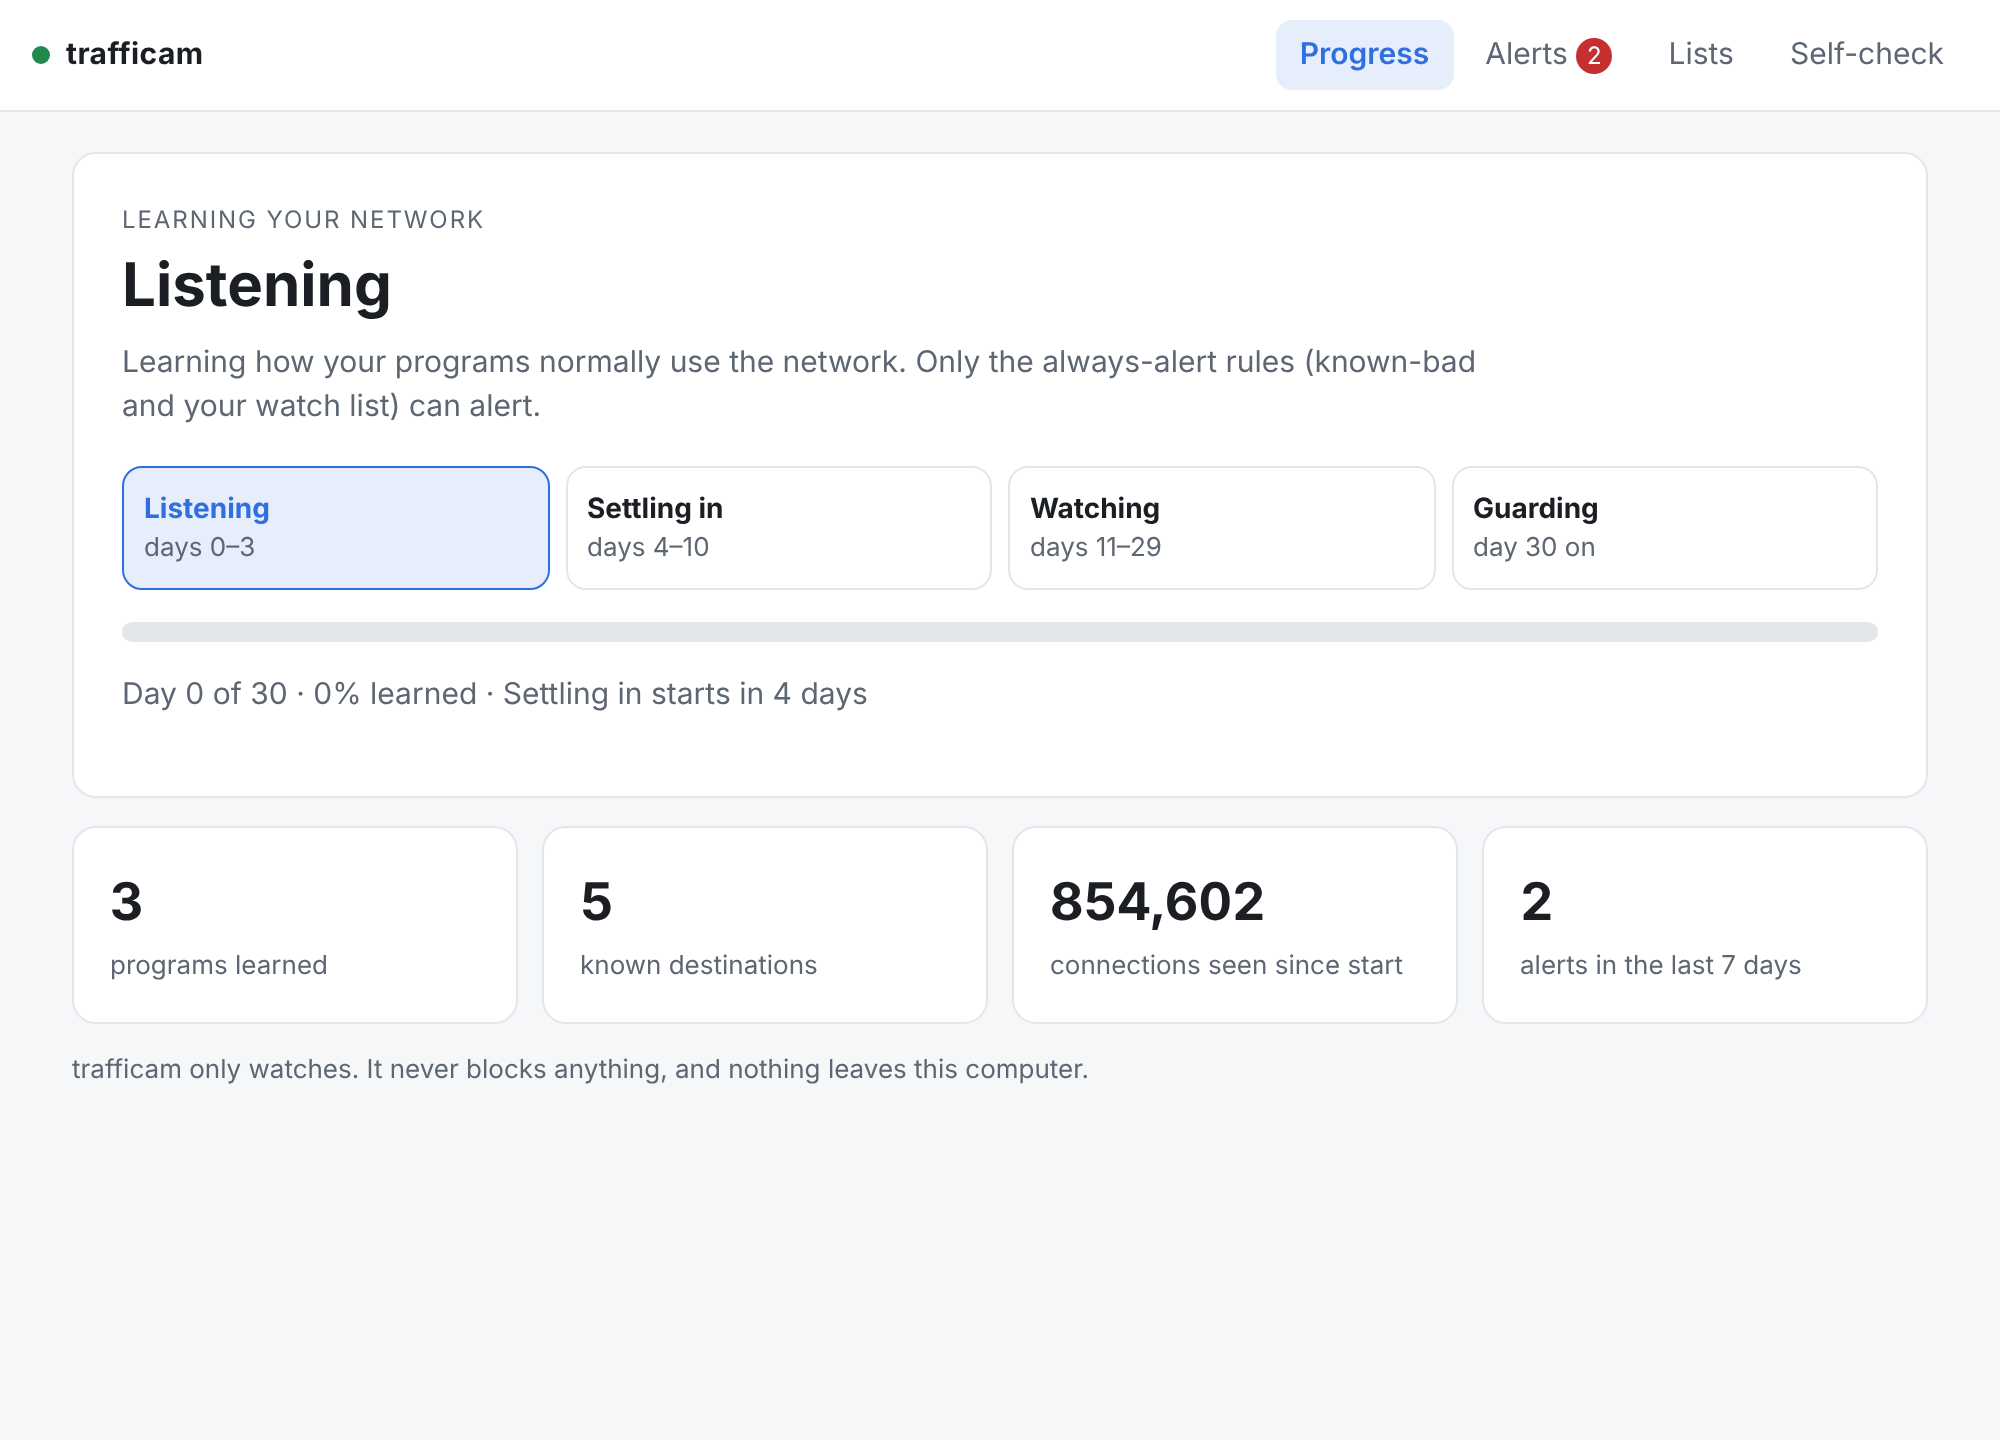 trafficam
Progress
Alerts 2
Lists
Self-check
LEARNING YOUR NETWORK
Listening
Learning how your programs normally use the network. Only the always-alert rules (known-bad
and your watch list) can alert.
Listening
days 0–3
Settling in
days 4–10
Watching
days 11–29
Guarding
day 30 on
Day 0 of 30 · 0% learned · Settling in starts in 4 days
3
programs learned
5
known destinations
854,602
connections seen since start
2
alerts in the last 7 days
trafficam only watches. It never blocks anything, and nothing leaves this computer.